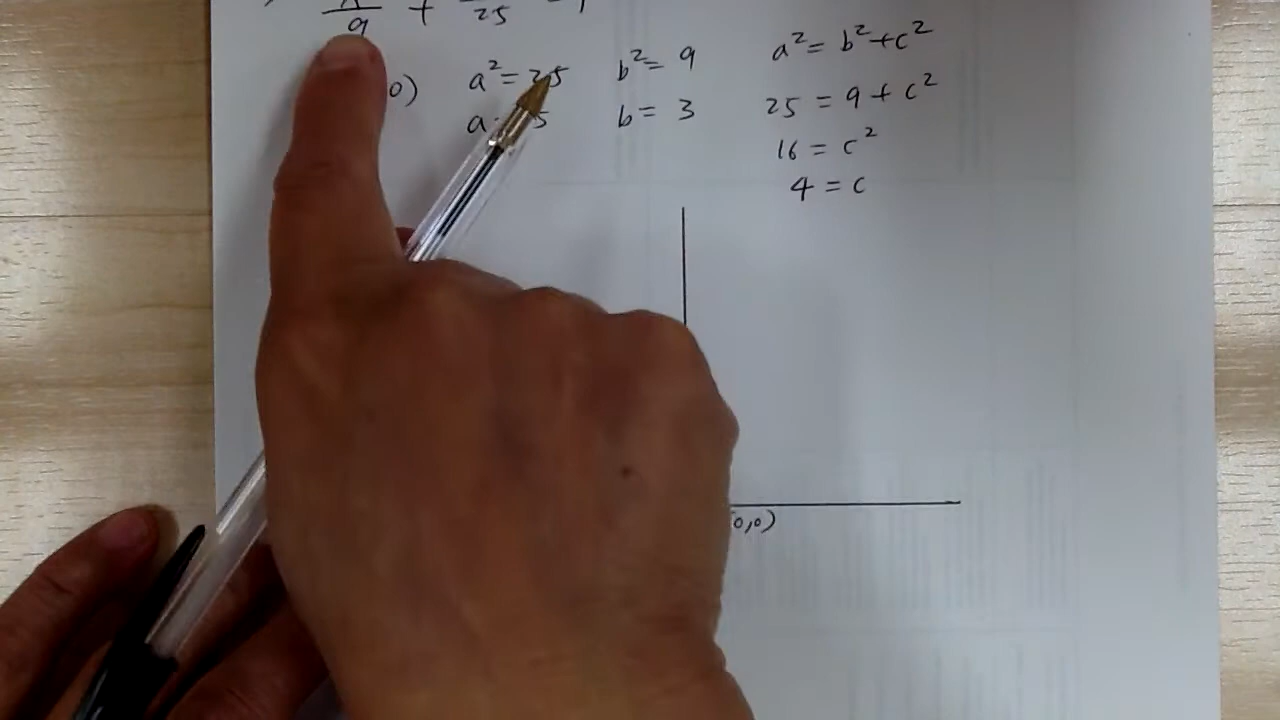 9 + 25
0) a² = 25 b² = 9 a² = b² + c²
a 5 b = 3 25 = 9 + c²
16 = c²
4 = c
(0,0)